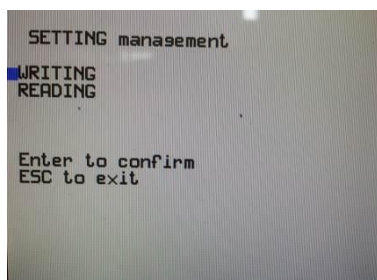 SETTING management
WRITING
READING
Enter to confirm
ESC to exit